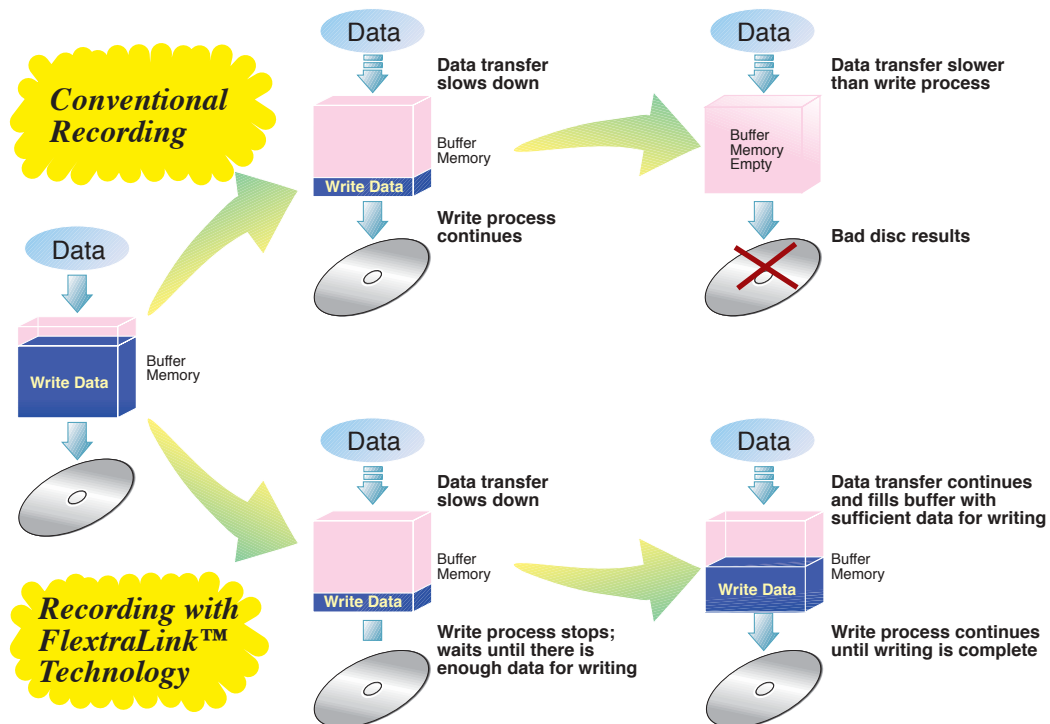 Conventional
Recording
Data
Buffer
Memory
Write Data
Data
Data transfer
slows down
Buffer
Memory
Write Data
Write process
continues
Data
Data transfer slower
than write process
Buffer
Memory
Empty
Bad disc results
Recording with
FlextraLink™
Technology
Data
Data transfer
slows down
Buffer
Memory
Write Data
Write process stops;
waits until there is
enough data for writing
Data
Data transfer continues
and fills buffer with
sufficient data for writing
Buffer
Memory
Write Data
Write process continues
until writing is complete